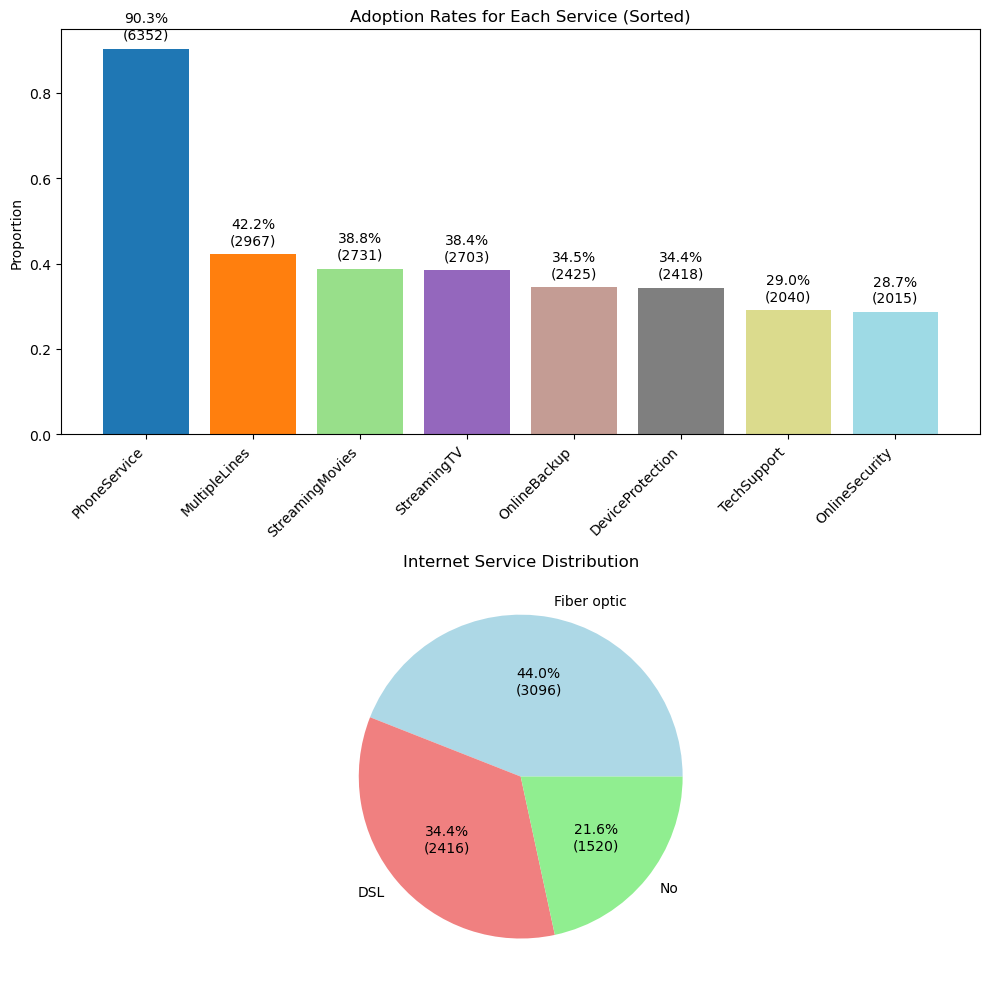 Adoption Rates for Each Service (Sorted)
90.3%
(6352)
42.2%
(2967)
38.8%
(2731)
38.4%
(2703)
34.5%
(2425)
34.4%
(2418)
29.0%
(2040)
28.7%
(2015)
Proportion
0.8
0.6
0.4
0.2
0.0
PhoneService
MultipleLines
StreamingMovies
StreamingTV
OnlineBackup
DeviceProtection
TechSupport
OnlineSecurity
Internet Service Distribution
Fiber optic
44.0%
(3096)
34.4%
(2416)
21.6%
(1520)
DSL
No